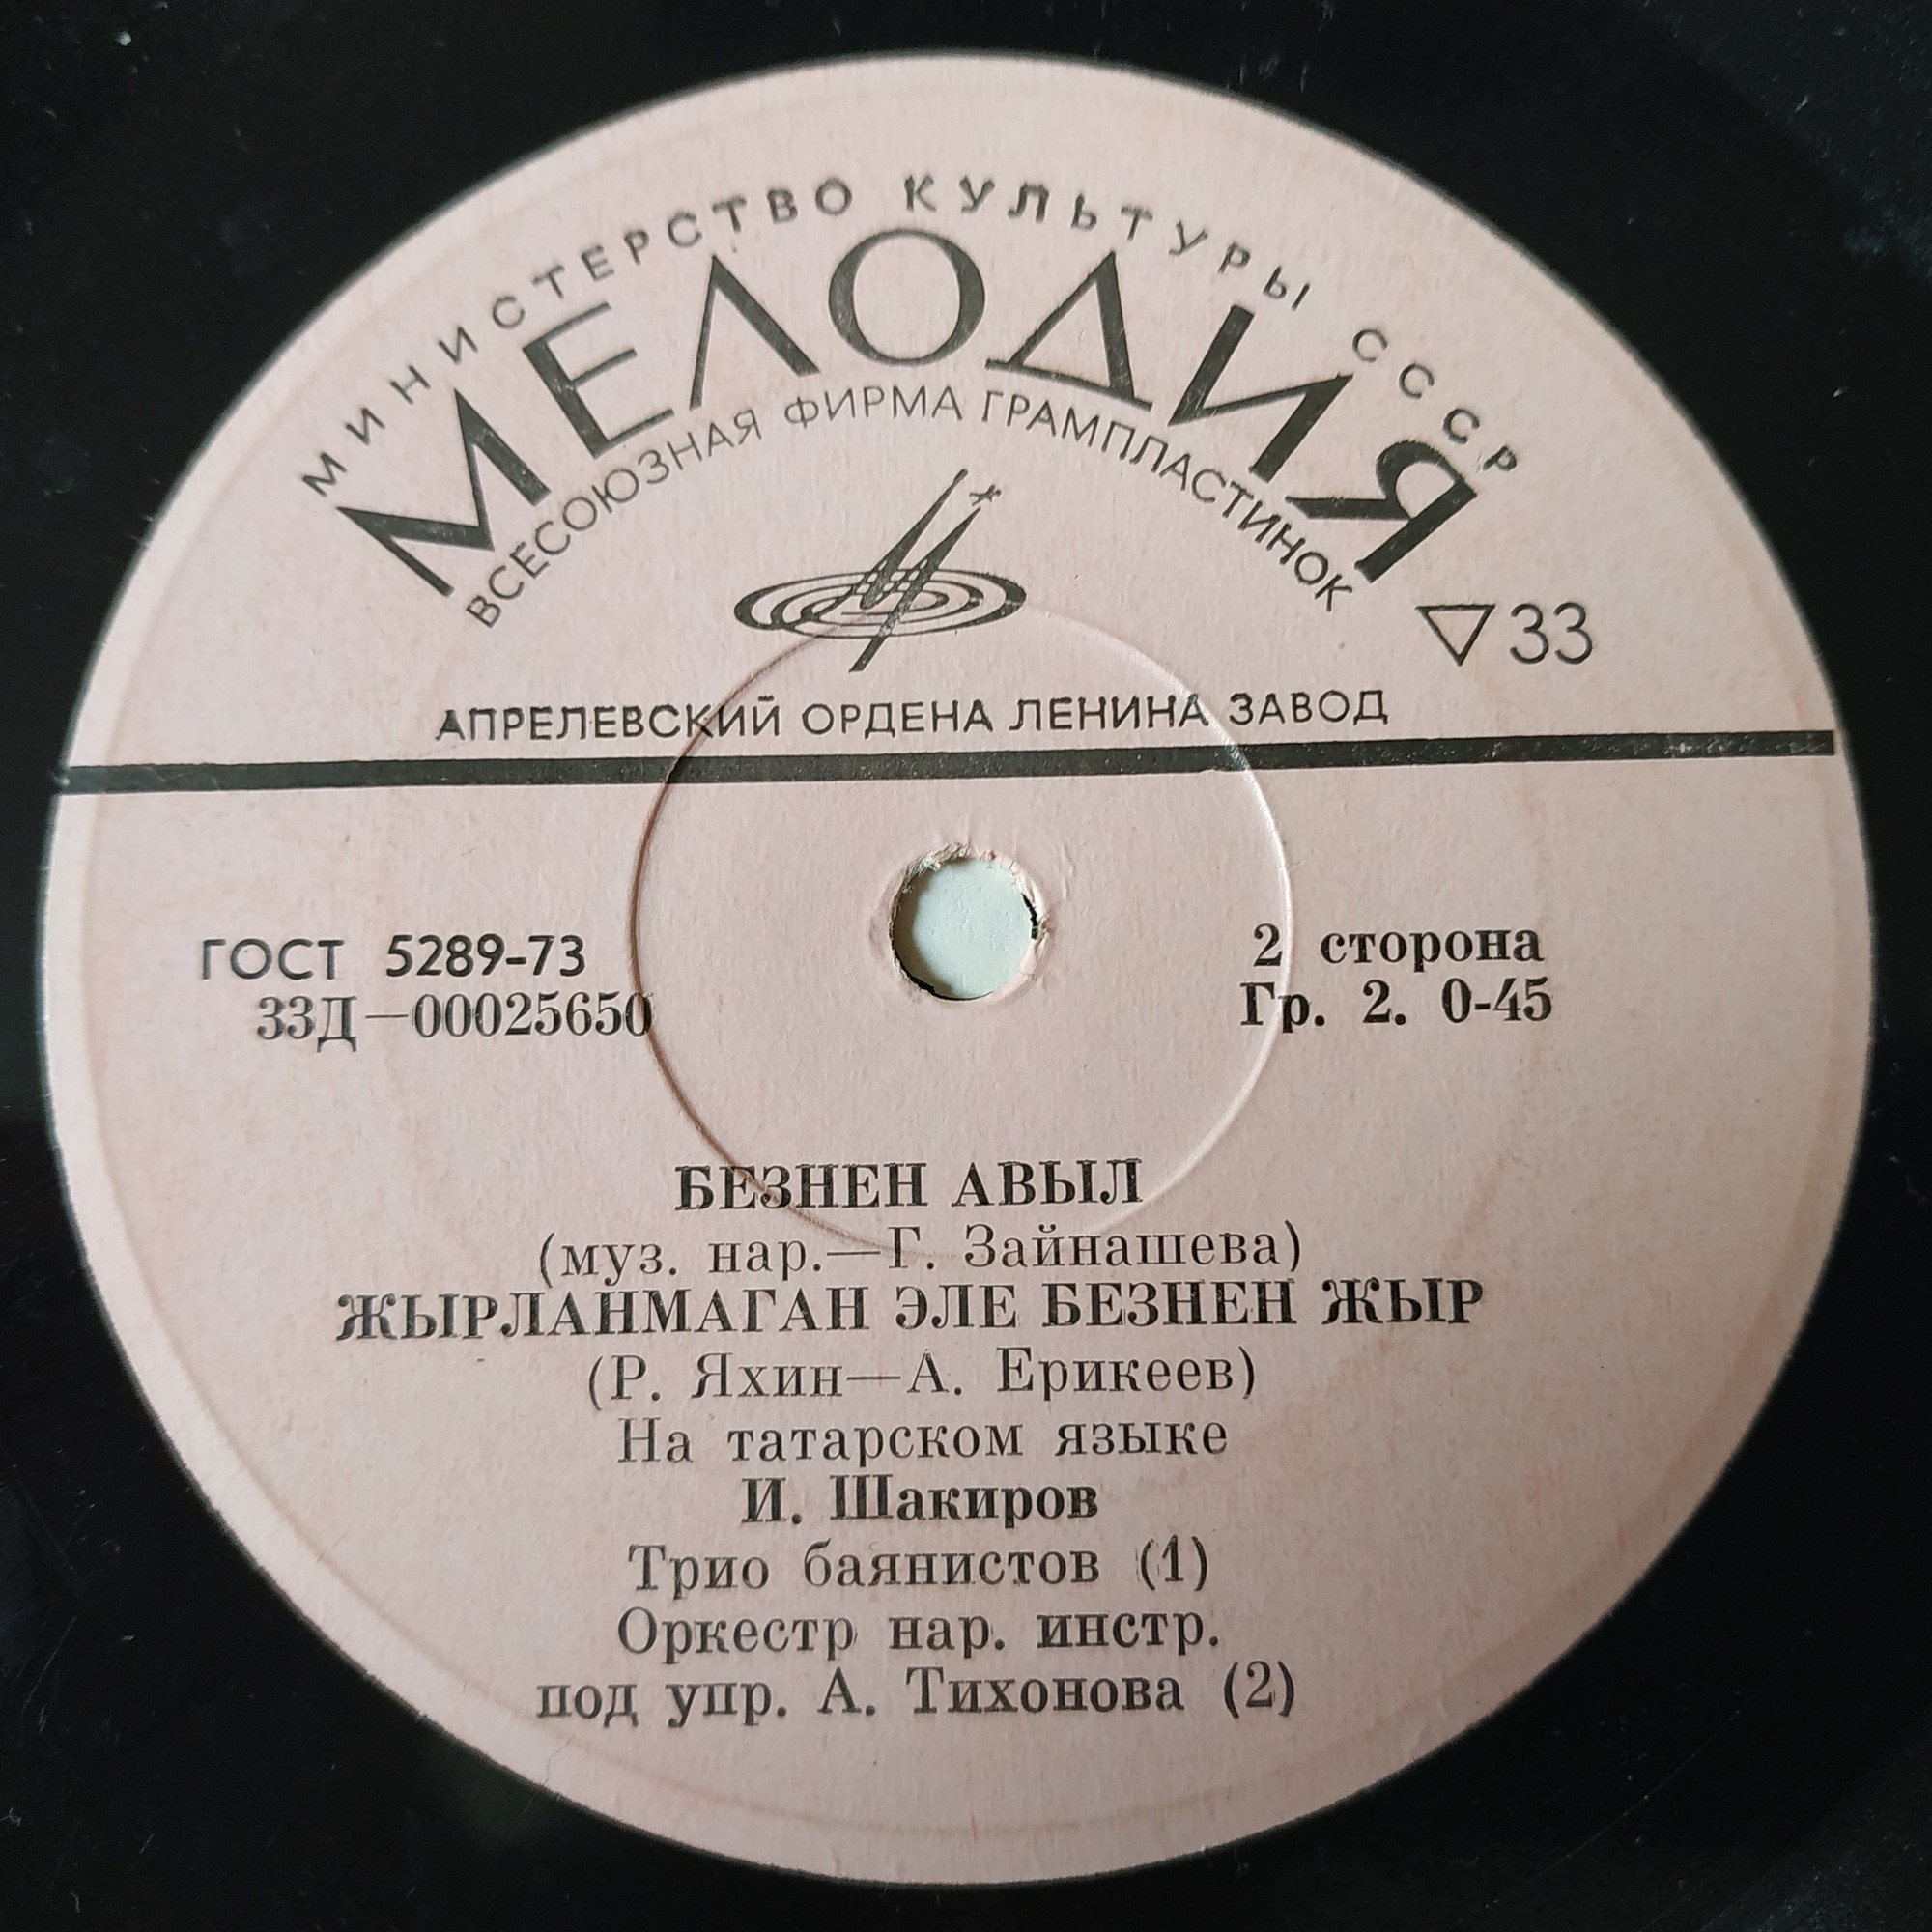 МИНИСТЕРСТВО КУЛЬТУРЫ СССР
МЕЛОДИЯ
ВСЕСОЮЗНАЯ ФИРМА ГРАМПЛАСТИНОК
▽33
АПРЕЛЕВСКИЙ ОРДЕНА ЛЕНИНА ЗАВОД
ГОСТ 5289-73
33Д—00025650
2 сторона
Гр. 2. 0-45
БЕЗНЕН АВЫЛ
(муз. нар.—Г. Зайнашева)
ЖЫРЛАНМАГАН ЭЛЕ БЕЗНЕН ЖЫР
(Р. Яхин—А. Ерикеев)
На татарском языке
И. Шакиров
Трио баянистов (1)
Оркестр нар. инстр.
под упр. А. Тихонова (2)